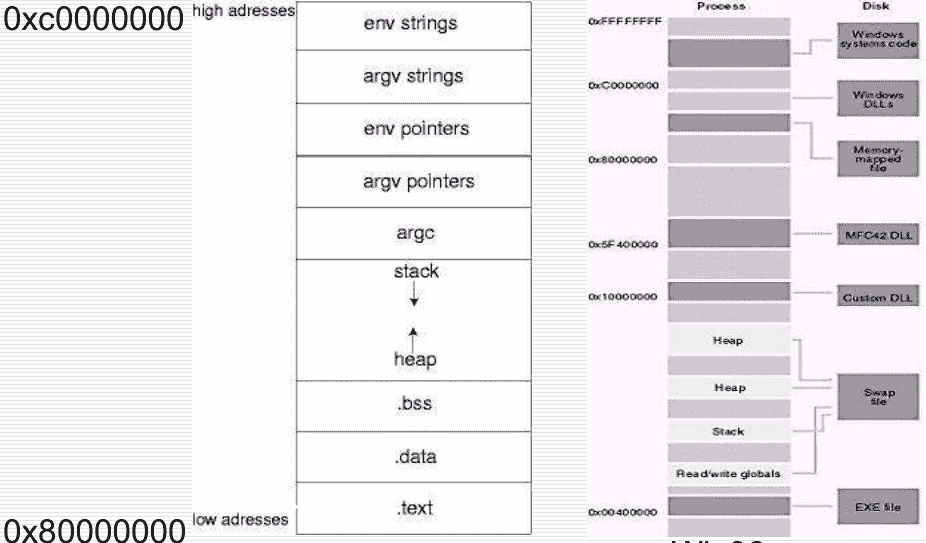 0xc0000000
high adresses
env strings
argv strings
env pointers
argv pointers
argc
stack
heap
.bss
.data
.text
low adresses
0x80000000
Process
Disk
0xFFFFFFFF
Windows
systems code
0xC0000000
Windows
DLLs
Memory-
mapped
file
0x80000000
MFC42 DLL
0x5F400000
0x10000000
Custom DLL
Heap
Heap
Swap
file
Stack
Read/write globals
0x00400000
EXE file